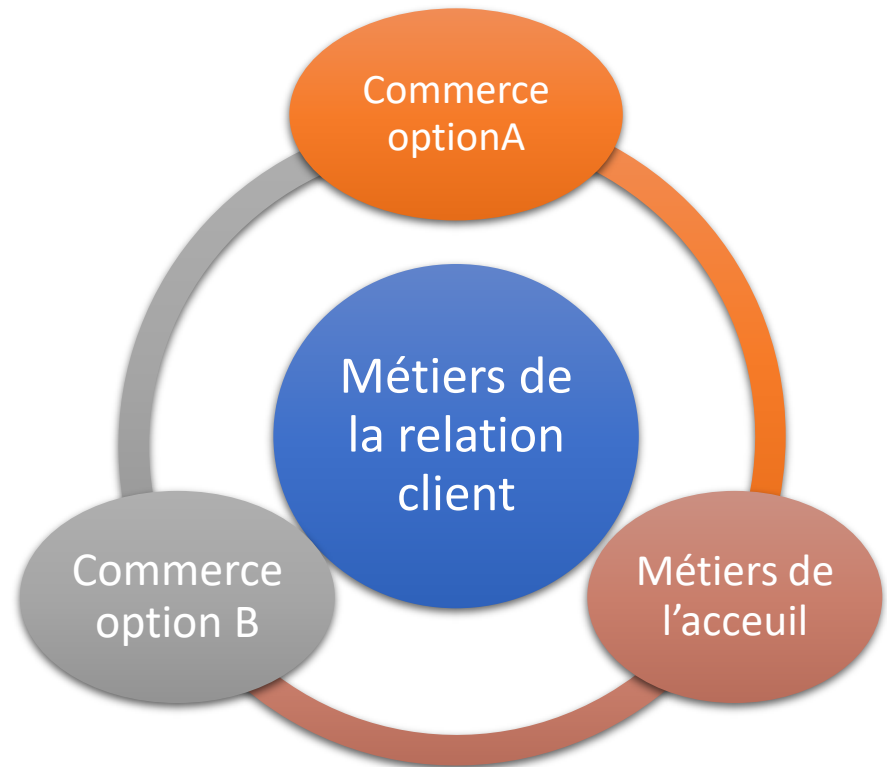 Commerce
optionA
Métiers de
la relation
client
Commerce
option B
Métiers de
l’acceuil